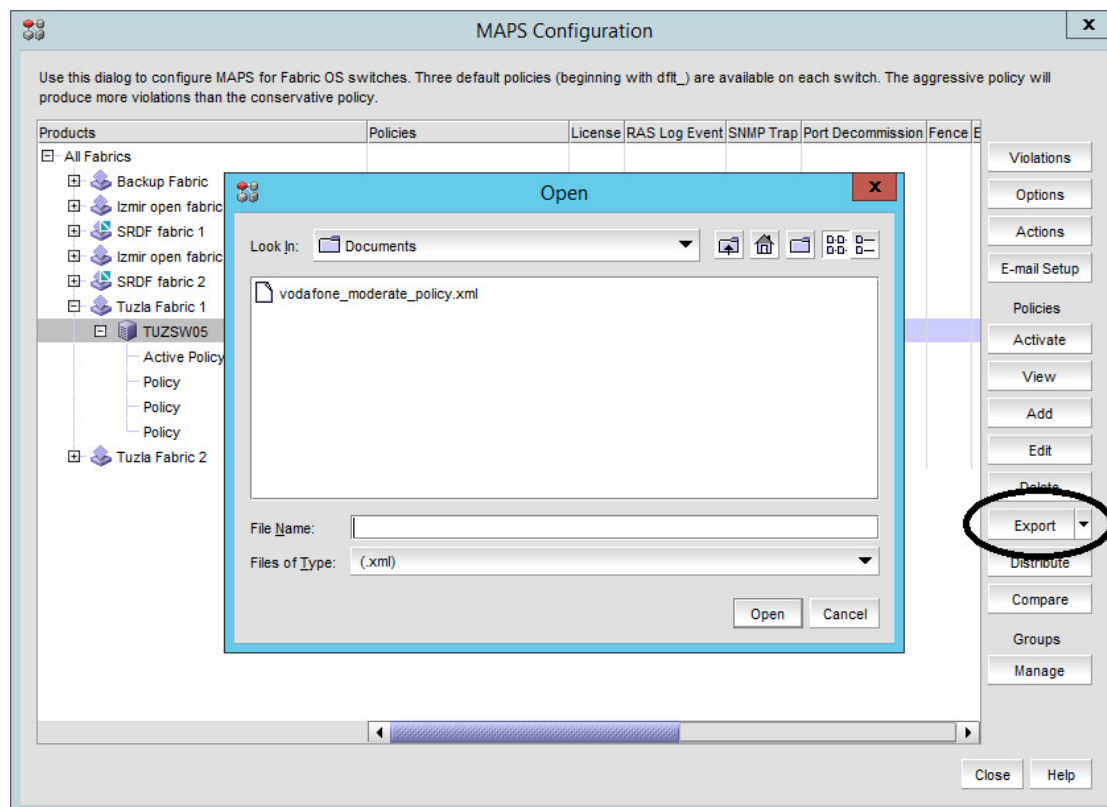 MAPS Configuration
x
Use this dialog to configure MAPS for Fabric OS switches. Three default policies (beginning with dflt_) are available on each switch. The aggressive policy will
produce more violations than the conservative policy.
Products Policies License RAS Log Event SNMP Trap Port Decommission Fence E
All Fabrics
Backup Fabric
Izmir open fabric
SRDF fabric 1
Izmir open fabric
SRDF fabric 2
Tuzla Fabric 1
TUZSW05
Active Policy
Policy
Policy
Policy
Tuzla Fabric 2
Open
x
Look In: Documents
vodafone_moderate_policy.xml
File Name:
Files of Type: (.xml)
Open Cancel
Violations
Options
Actions
E-mail Setup
Policies
Activate
View
Add
Edit
Delete
Export
Distribute
Compare
Groups
Manage
Close Help